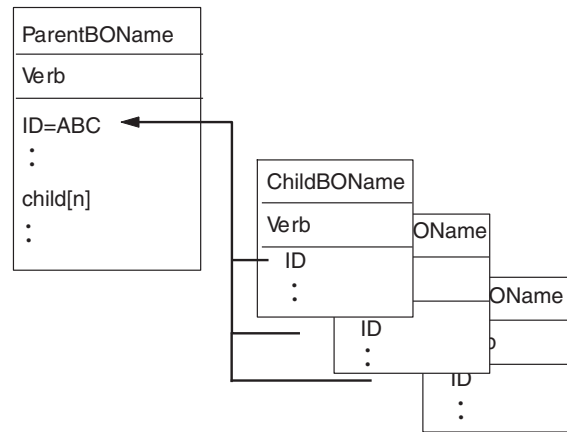 ParentBOName
Verb
ID=ABC
:
child[n]
:
ChildBOName
Verb
ID
:
OName
ID
:
OName
ID
: